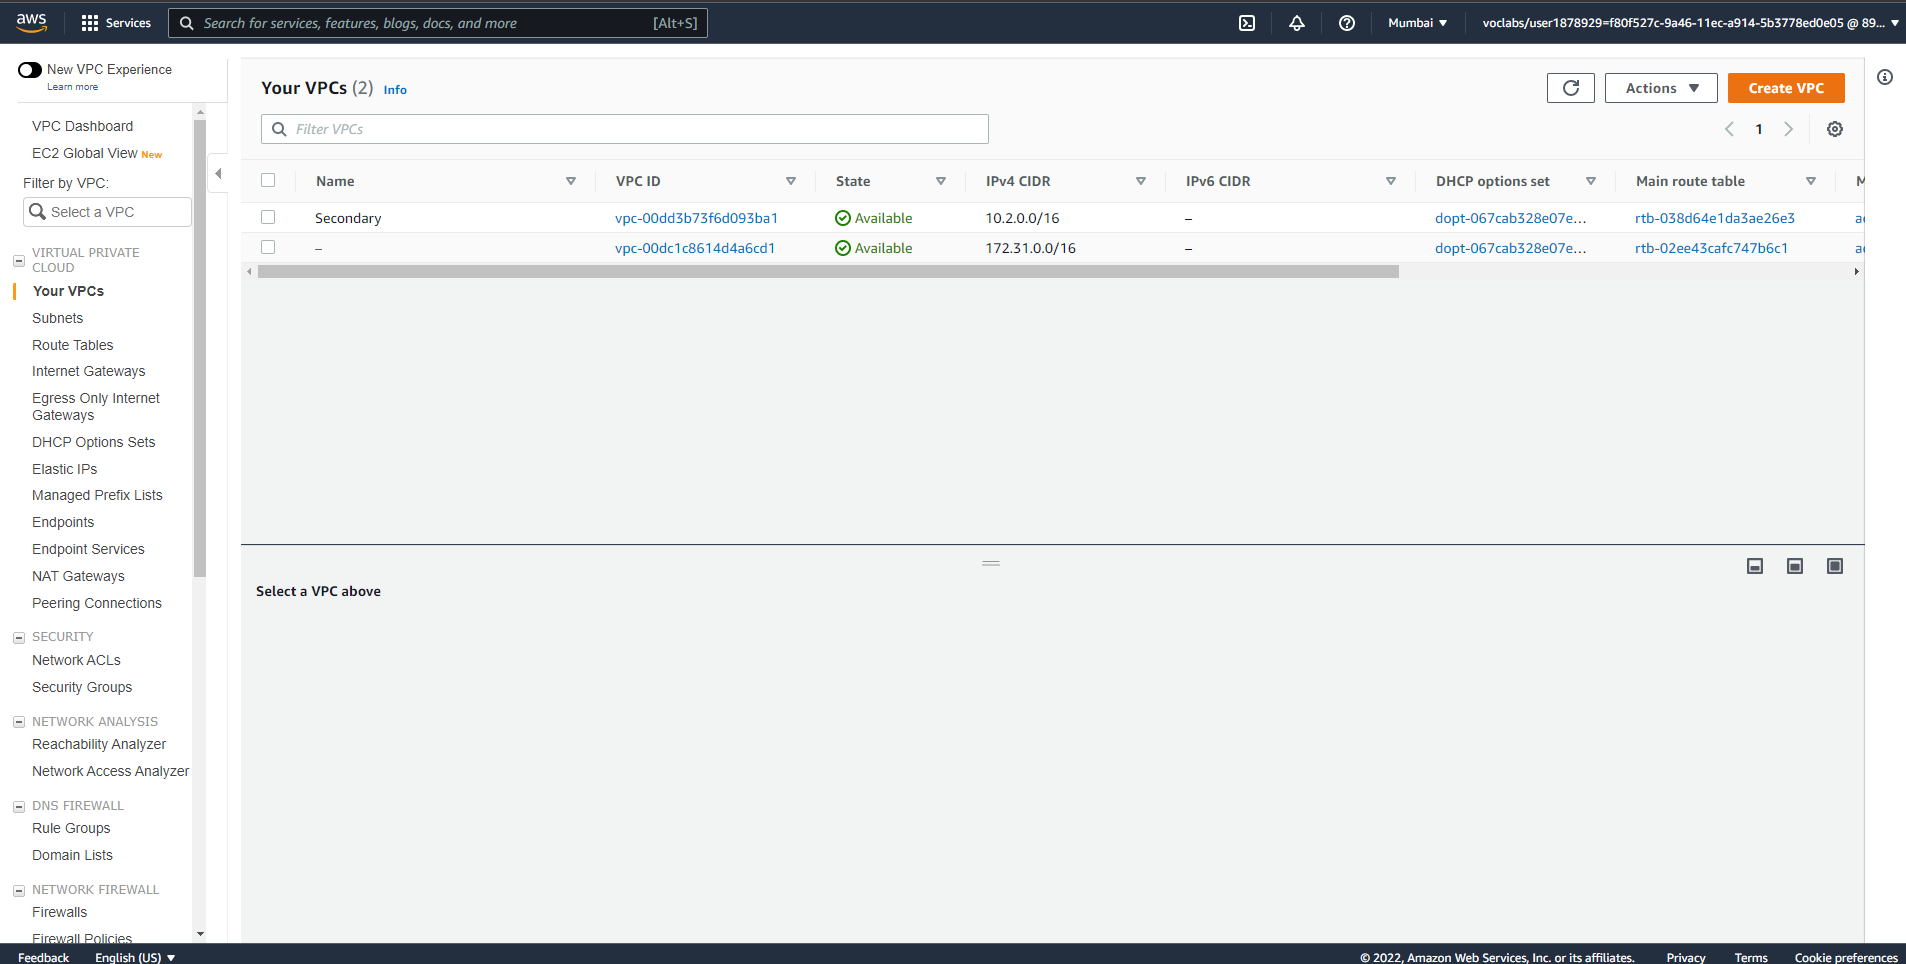 aws
Services
Search for services, features, blogs, docs, and more [Alt+S]
Mumbai
voclabs/user1878929=f80f527c-9a46-11ec-a914-5b3778ed0e05 @ 89...
New VPC Experience
Learn more
VPC Dashboard
EC2 Global View New
Filter by VPC:
Select a VPC
VIRTUAL PRIVATE
CLOUD
Your VPCs
Subnets
Route Tables
Internet Gateways
Egress Only Internet
Gateways
DHCP Options Sets
Elastic IPs
Managed Prefix Lists
Endpoints
Endpoint Services
NAT Gateways
Peering Connections
SECURITY
Network ACLs
Security Groups
NETWORK ANALYSIS
Reachability Analyzer
Network Access Analyzer
DNS FIREWALL
Rule Groups
Domain Lists
NETWORK FIREWALL
Firewalls
Firewall Policies
Your VPCs (2) Info
Actions
Create VPC
Filter VPCs
1
Name VPC ID State IPv4 CIDR IPv6 CIDR DHCP options set Main route table M
Secondary vpc-00dd3b73f6d093ba1 Available 10.2.0.0/16 – dopt-067cab328e07e... rtb-038d64e1da3ae26e3 a
– vpc-00dc1c8614d4a6cd1 Available 172.31.0.0/16 – dopt-067cab328e07e... rtb-02ee43cafc747b6c1 a
Select a VPC above
Feedback English (US) © 2022, Amazon Web Services, Inc. or its affiliates. Privacy Terms Cookie preferences